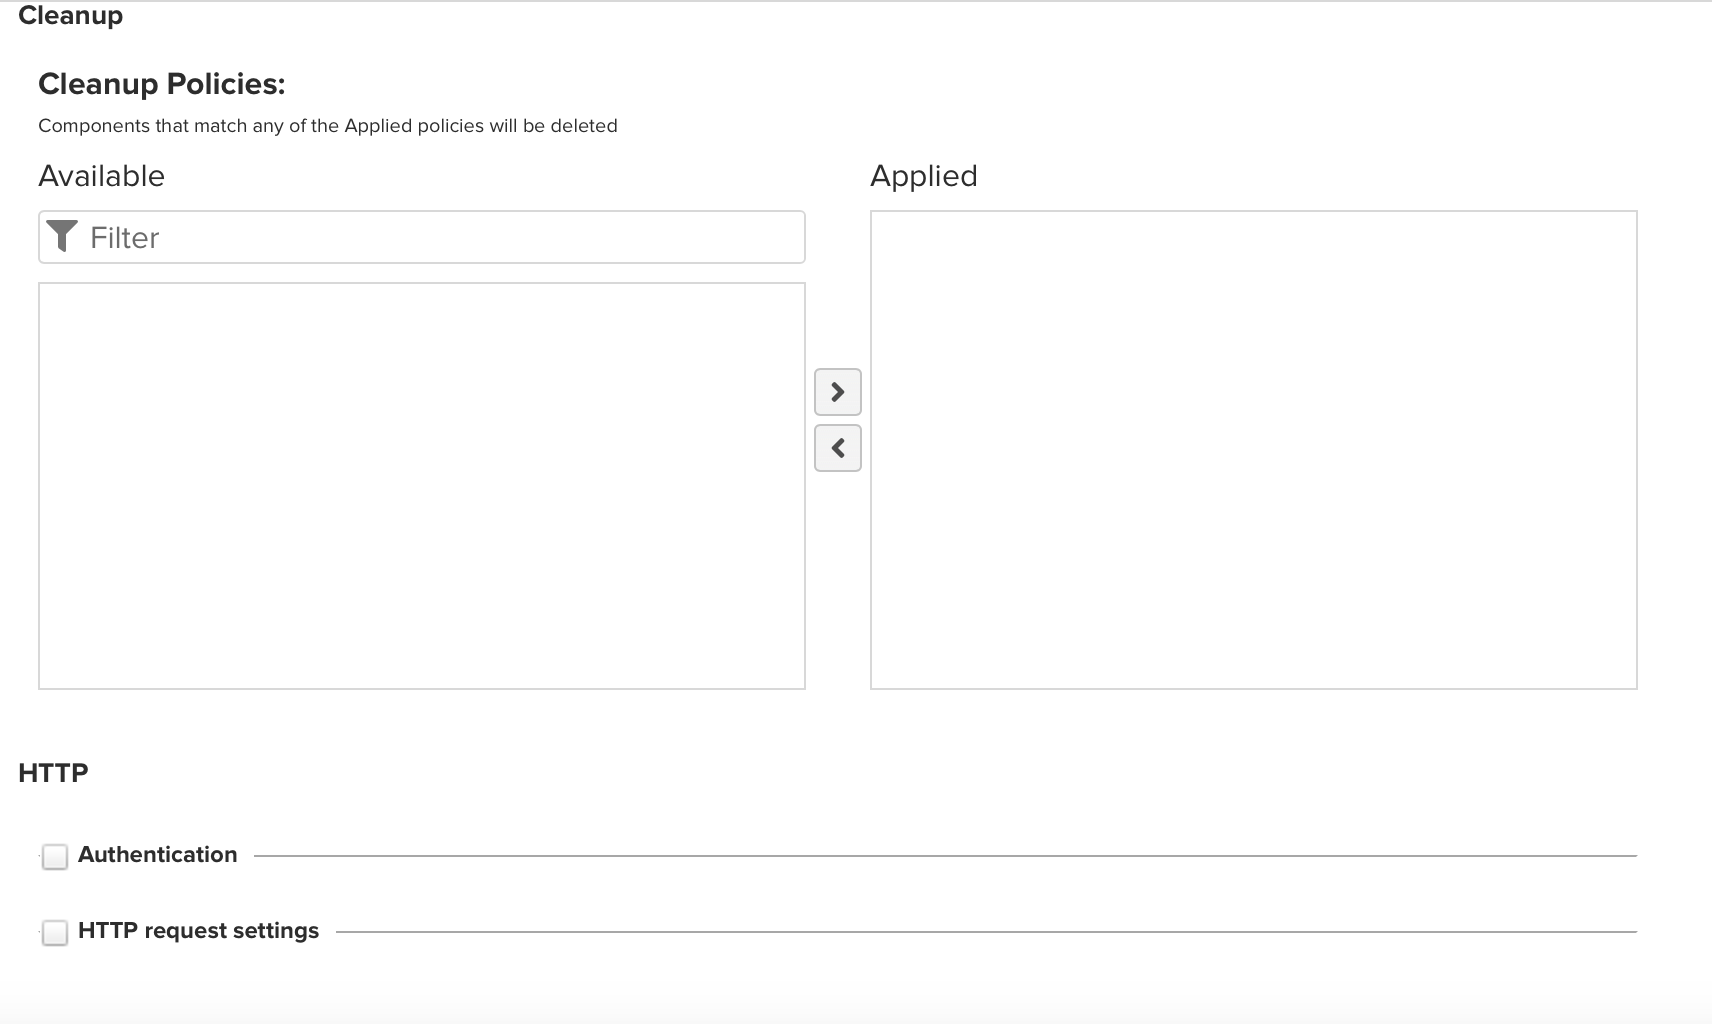 Cleanup
Cleanup Policies:
Components that match any of the Applied policies will be deleted
Available
Applied
Filter
HTTP
Authentication
HTTP request settings